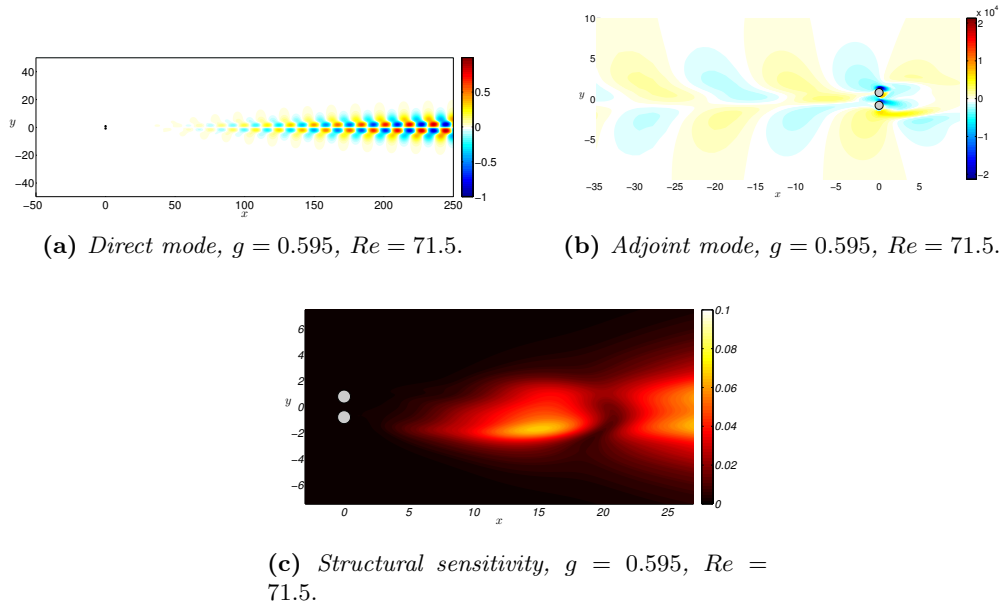 40
20
y 0
−20
−40
−50 0 50 100 150 200 250
x
0.5
0
−0.5
−1
(a) Direct mode, g = 0.595, Re = 71.5.
x 10⁴
10
5
y 0
−5
−35 −30 −25 −20 −15 −10 −5 0 5
x
2
1
0
−1
−2
(b) Adjoint mode, g = 0.595, Re = 71.5.
6
4
2
y 0
−2
−4
−6
0 5 10 15 20 25
x
0.1
0.08
0.06
0.04
0.02
0
(c) Structural sensitivity, g = 0.595, Re =
71.5.